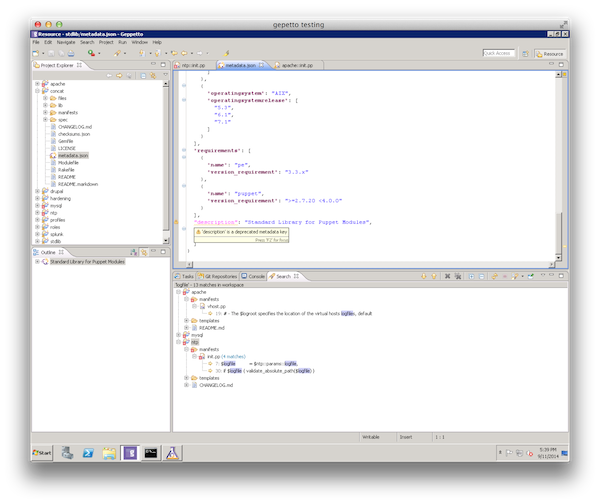 gepetto testing
Resource - stdlib/metadata.json - Geppetto
File Edit Navigate Search Project Run Window Help
Quick Access
Resource
Project Explorer
ntp::init.pp
metadata.json
apache::init.pp
apache
concat
files
lib
manifests
spec
CHANGELOG.md
checksums.json
Gemfile
LICENSE
metadata.json
Modulefile
Rakefile
README
README.markdown
drupal
hardening
mysql
ntp
profiles
roles
splunk
stdlib
Outline
Standard Library for Puppet Modules
]
},
{
"operatingsystem": "AIX",
"operatingsystemrelease": [
"5.3",
"6.1",
"7.1"
]
}
],
"requirements": [
{
"name": "pe",
"version_requirement": "3.3.x"
},
{
"name": "puppet",
"version_requirement": ">=2.7.20 <4.0.0"
}
],
"description": "Standard Library for Puppet Modules",
'description' is a deprecated metadata key
Press 'F2' for focus
Tasks
Git Repositories
Console
Search
'logfile' - 13 matches in workspace
apache
manifests
vhost.pp
10: # - The $logroot specifies the location of the virtual hosts logfiles, default
templates
README.md
mysql
ntp
manifests
init.pp (4 matches)
7: $logfile = $ntp::params::logfile,
30: if $logfile { validate_absolute_path($logfile) }
templates
CHANGELOG.md
Writable
Insert
1 : 1
Start
5:39 PM
9/11/2014